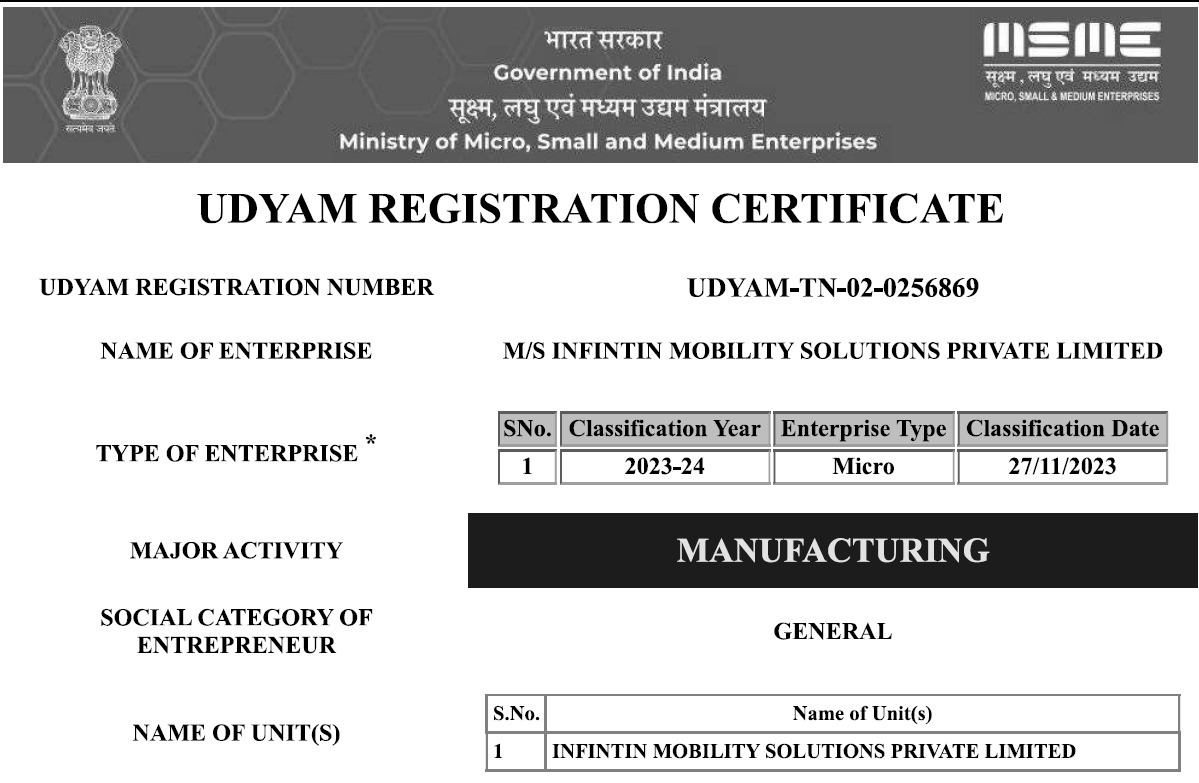 भारत सरकार
Government of India
सूक्ष्म, लघु एवं मध्यम उद्यम मंत्रालय
Ministry of Micro, Small and Medium Enterprises
सत्यमेव जयते
MSME
सूक्ष्म , लघु एवं मध्यम उद्यम
MICRO, SMALL & MEDIUM ENTERPRISES
UDYAM REGISTRATION CERTIFICATE
UDYAM REGISTRATION NUMBER UDYAM-TN-02-0256869
NAME OF ENTERPRISE M/S INFINTIN MOBILITY SOLUTIONS PRIVATE LIMITED
TYPE OF ENTERPRISE *
SNo. Classification Year Enterprise Type Classification Date
1 2023-24 Micro 27/11/2023
MAJOR ACTIVITY MANUFACTURING
SOCIAL CATEGORY OF
ENTREPRENEUR
GENERAL
NAME OF UNIT(S)
S.No. Name of Unit(s)
1 INFINTIN MOBILITY SOLUTIONS PRIVATE LIMITED